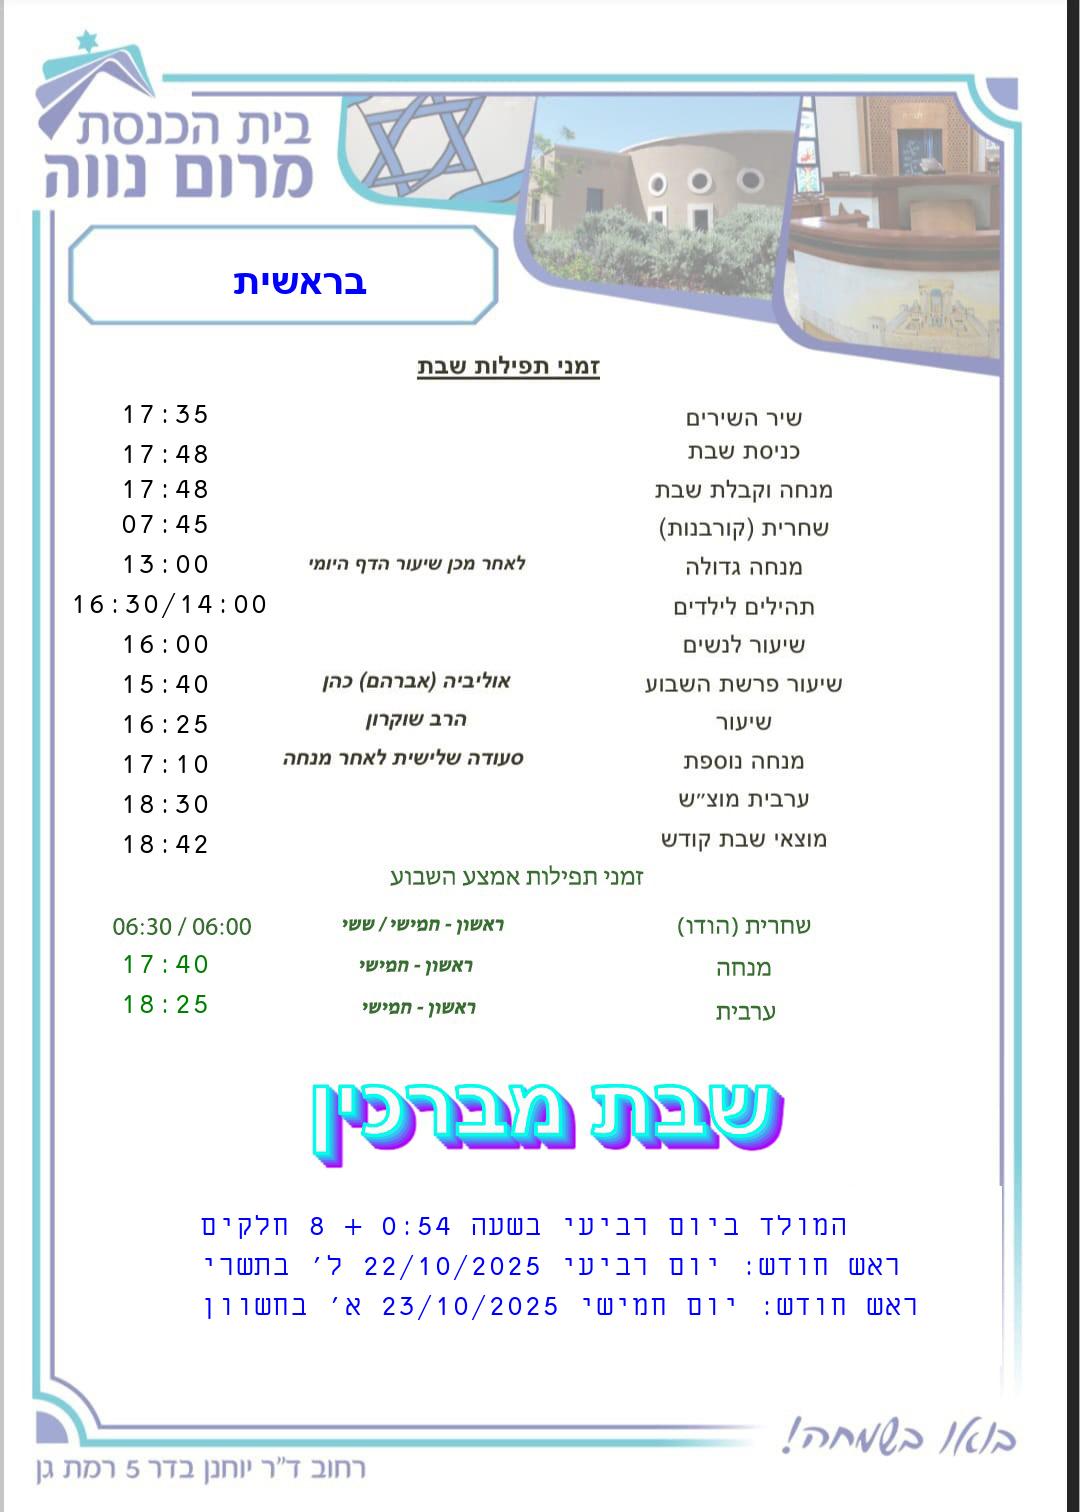 בית הכנסת
מרום נווה
בראשית
זמני תפילות שבת
שיר השירים 17:35
כניסת שבת 17:48
מנחה וקבלת שבת 17:48
שחרית (קורבנות) 07:45
מנחה גדולה לאחר מכן שיעור הדף היומי 13:00
תהילים לילדים 16:30/14:00
שיעור לנשים 16:00
שיעור פרשת השבוע אוליביה (אברהם) כהן 15:40
שיעור הרב שוקרון 16:25
מנחה נוספת סעודה שלישית לאחר מנחה 17:10
ערבית מוצ״ש 18:30
מוצאי שבת קודש 18:42
זמני תפילות אמצע השבוע
שחרית (הודו) ראשון - חמישי / שישי 06:30 / 06:00
מנחה ראשון - חמישי 17:40
ערבית ראשון - חמישי 18:25
שבת מברכין
המולד ביום רביעי בשעה 0:54 + 8 חלקים
ראש חודש: יום רביעי 22/10/2025 ל׳ בתשרי
ראש חודש: יום חמישי 23/10/2025 א׳ בחשוון
בואו בשמחה!
רחוב ד״ר יוחנן בדר 5 רמת גן